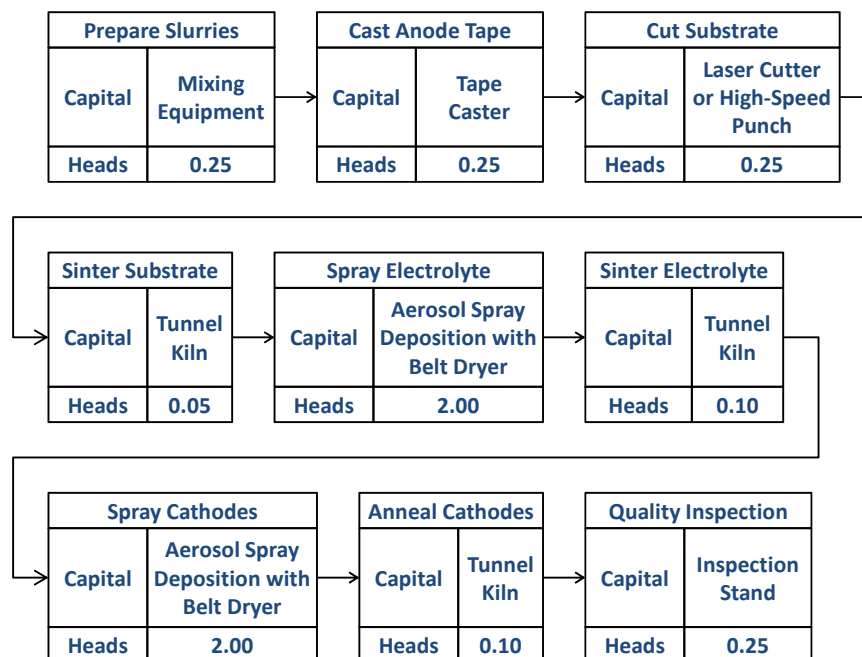 Prepare Slurries
Capital
Mixing
Equipment
Heads
0.25
Cast Anode Tape
Capital
Tape
Caster
Heads
0.25
Cut Substrate
Capital
Laser Cutter
or High-Speed
Punch
Heads
0.25
Sinter Substrate
Capital
Tunnel
Kiln
Heads
0.05
Spray Electrolyte
Capital
Aerosol Spray
Deposition with
Belt Dryer
Heads
2.00
Sinter Electrolyte
Capital
Tunnel
Kiln
Heads
0.10
Spray Cathodes
Capital
Aerosol Spray
Deposition with
Belt Dryer
Heads
2.00
Anneal Cathodes
Capital
Tunnel
Kiln
Heads
0.10
Quality Inspection
Capital
Inspection
Stand
Heads
0.25